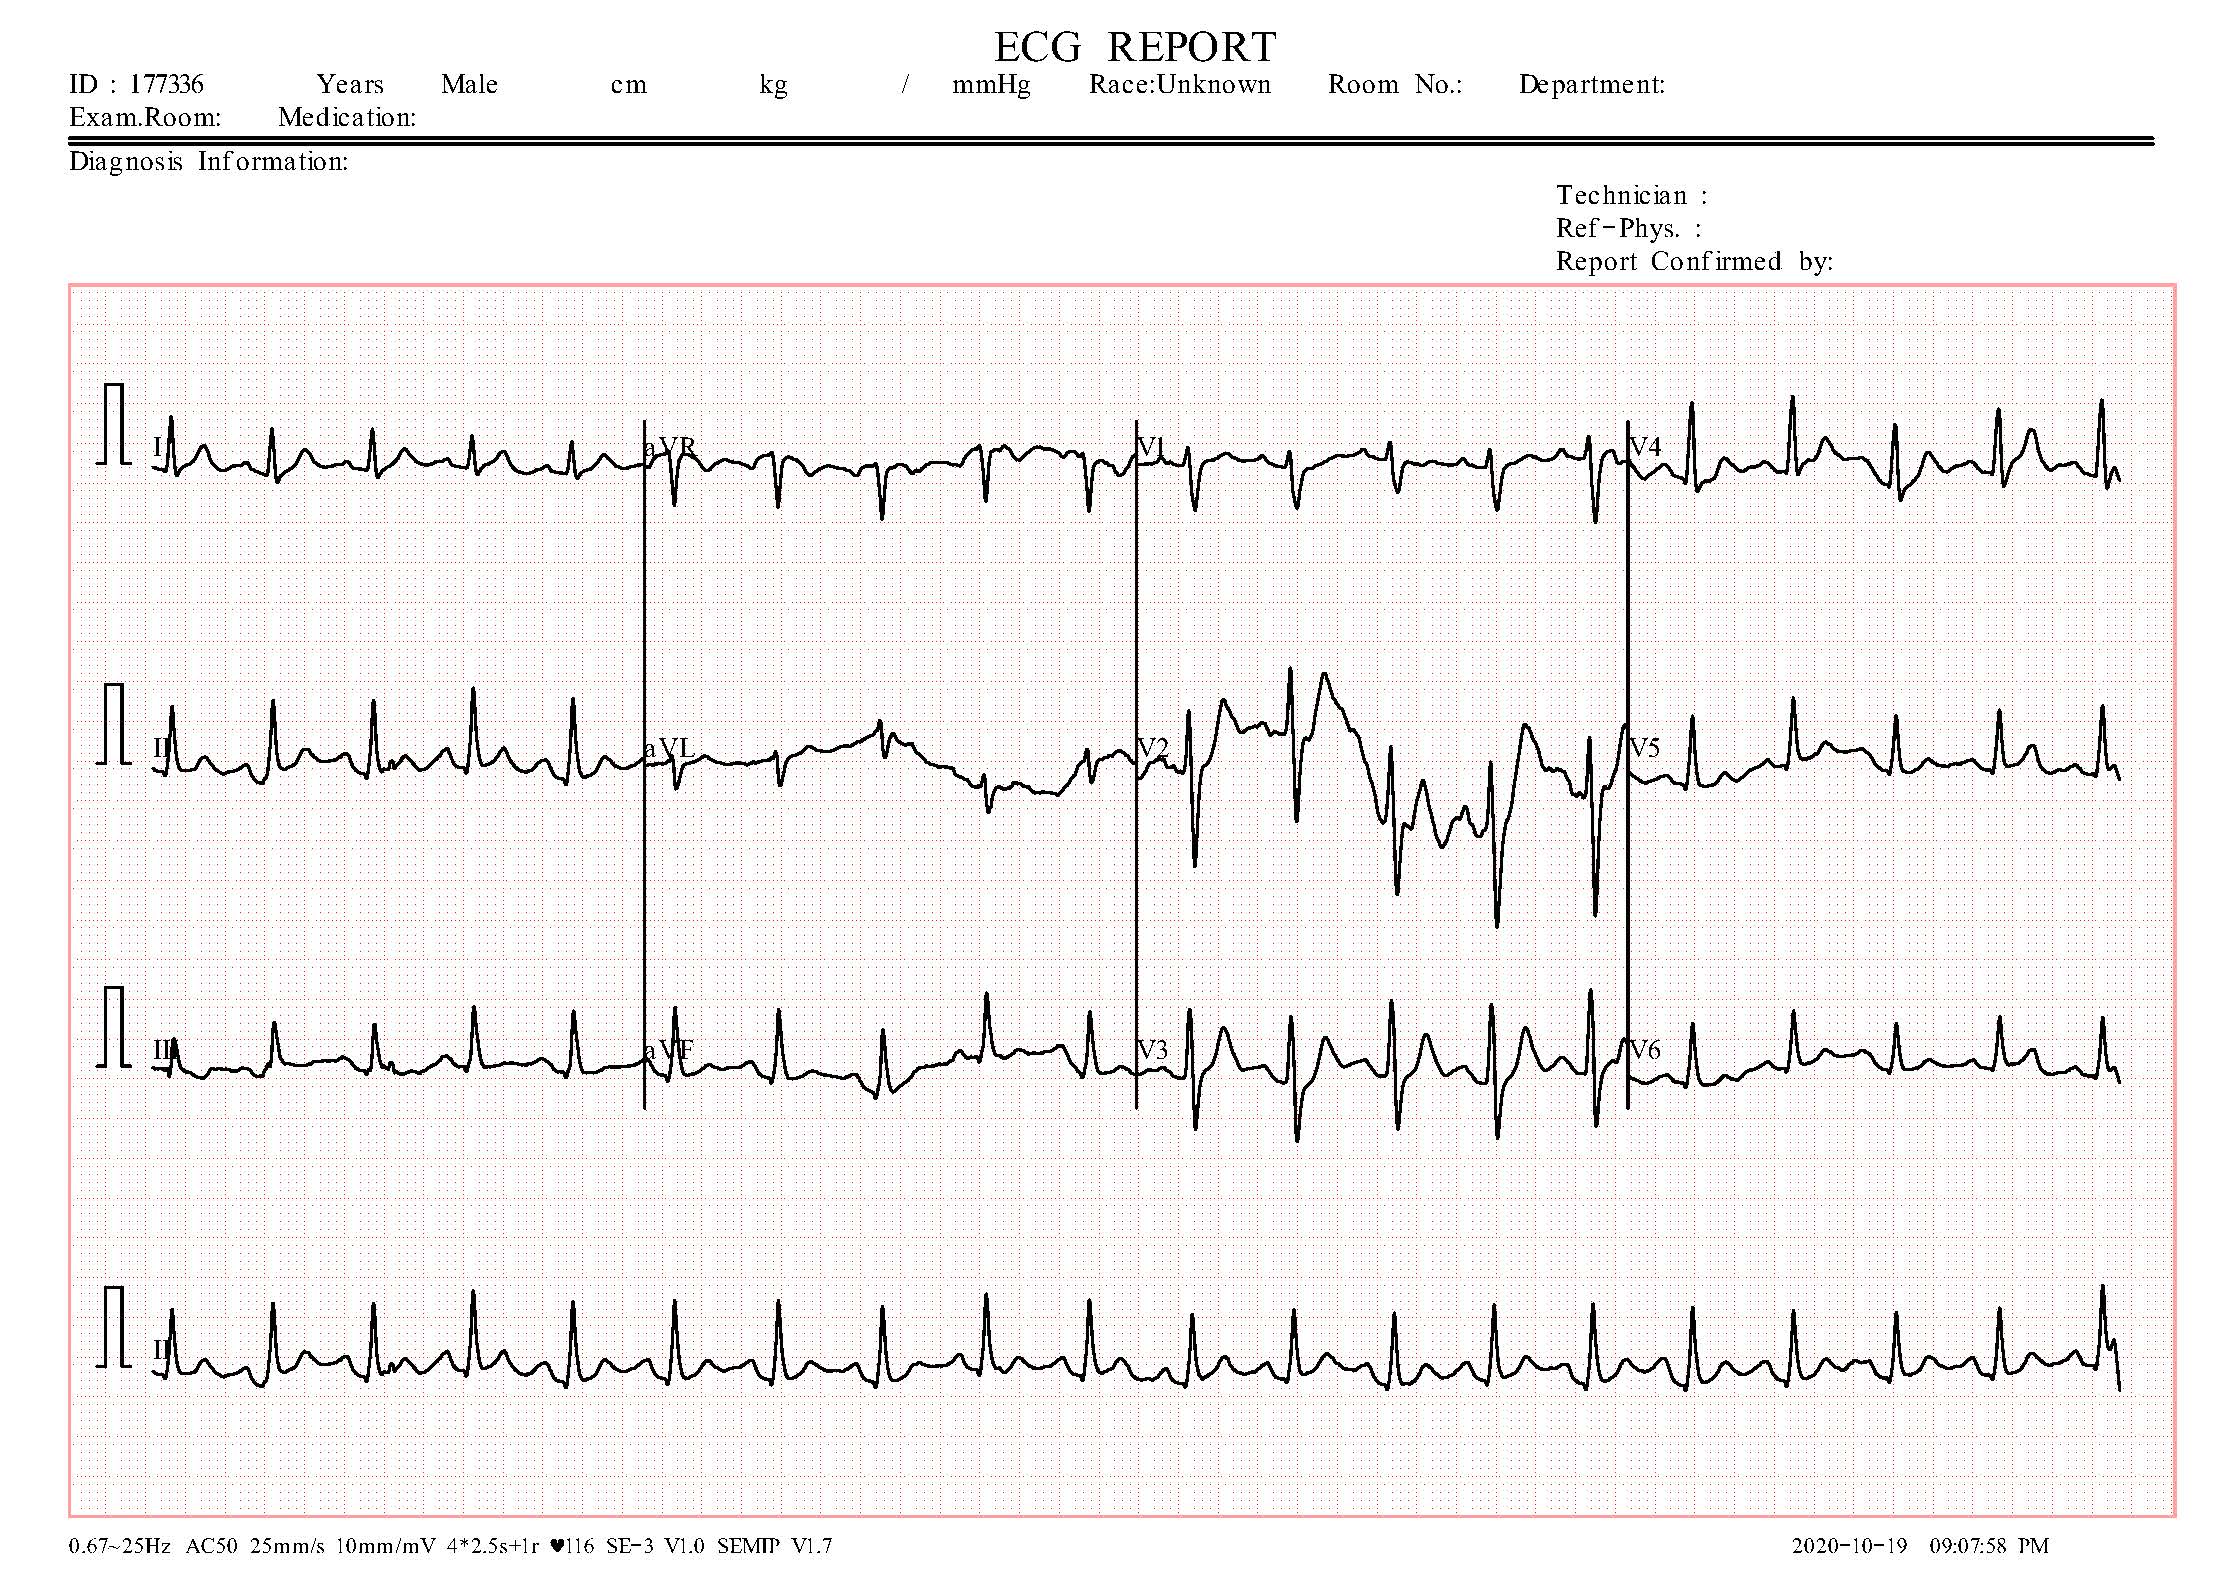 ECG REPORT
ID : 177336 Years Male cm kg / mmHg Race:Unknown Room No.: Department:
Exam.Room: Medication:
Diagnosis Information:
Technician :
Ref-Phys. :
Report Confirmed by:
I aVR V1 V4
II aVL V2 V5
III aVF V3 V6
II
0.67~25Hz AC50 25mm/s 10mm/mV 4*2.5s+1r ♥116 SE-3 V1.0 SEMIP V1.7
2020-10-19 09:07:58 PM